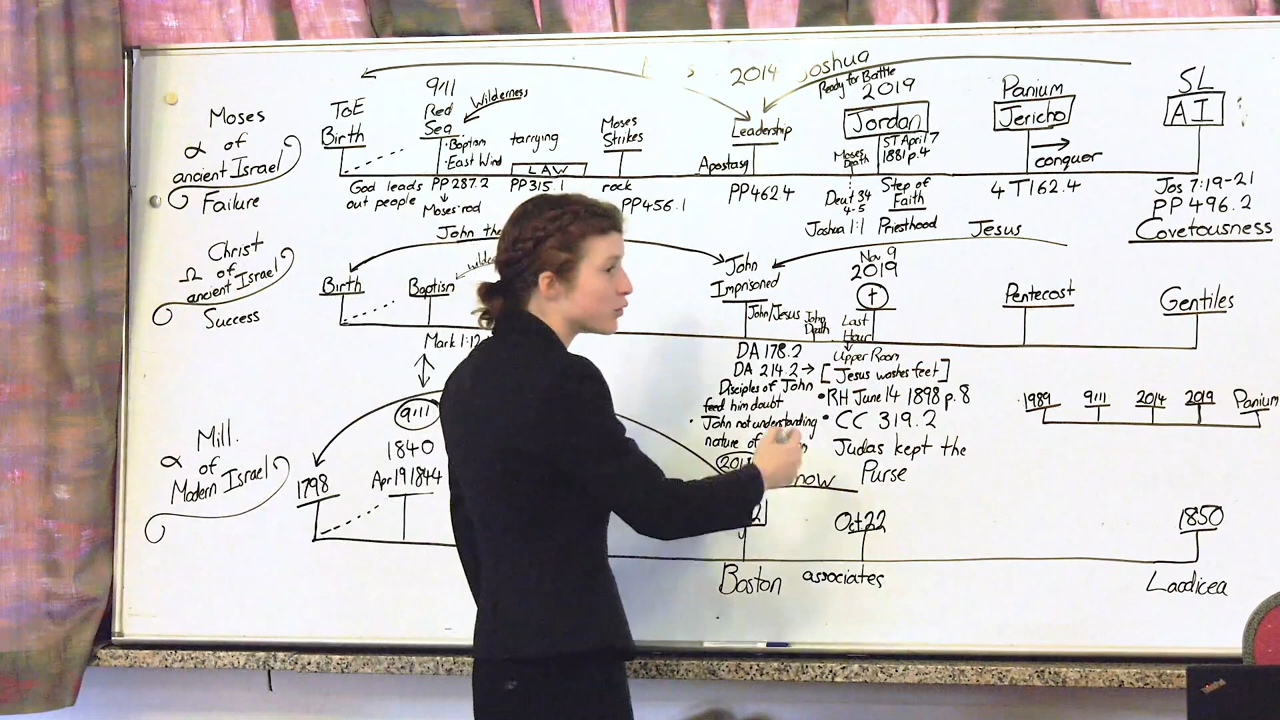 2014 Joshua
Ready for Battle
2019
9/11
ToE
Birth
Red
Sea
Wilderness
• Baptism
• East Wind
tarrying
LAW
Moses
Strikes
Leadership
Apostasy
Jordan
Moses
Death
ST April 7
1881 p.4
Panium
Jericho
conquer
SL
AI
Moses
α of
ancient Israel
Failure
God leads
out people
PP 287.2
Moses rod
PP 315.1
rock
PP 456.1
PP 462.4
Deut 34
4-5
Joshua 1:1
Step of
Faith
Priesthood
4T162.4
Jos 7:19-21
PP 496.2
Covetousness
Christ
Ω of
ancient Israel
Success
John the
Jesus
Birth
Baptism
John
Imprisoned
John/Jesus
John
Death
Nov 9
2019
Last
Hour
Pentecost
Gentiles
Mark 1:12
DA 178.2
DA 214.2 → [Jesus washes feet]
Upper Room
Disciples of John
feed him doubt
• John not understanding
nature of
• RH June 14 1898 p. 8
• CC 319.2
Judas kept the
Purse
1989 9/11 2014 2019 Panium
Mill.
α of
Modern Israel
9/11
1840
1798
Apr 19 1844
now
Oct 22
1850
Boston associates
Laodicea